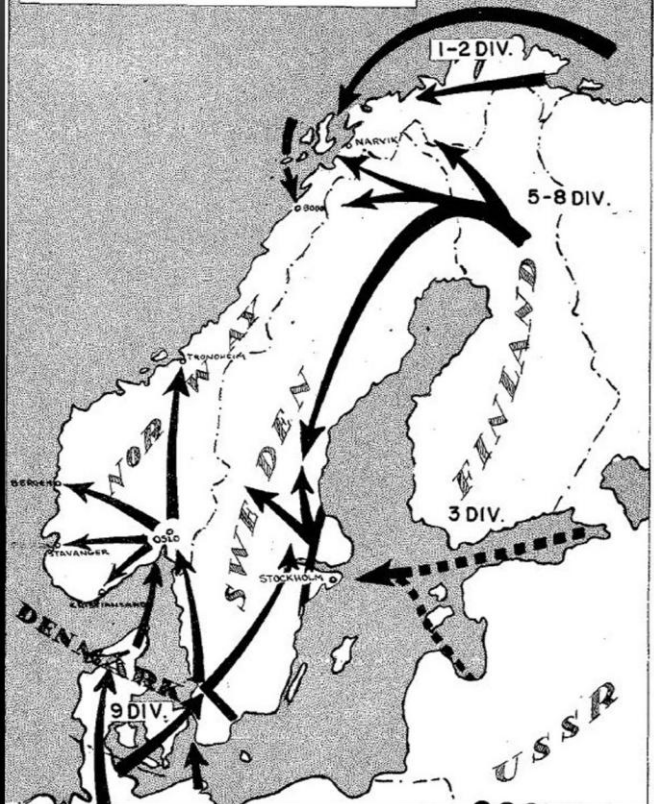 1-2 DIV.
NARVIK
5-8 DIV.
BODØ
FINLAND
TRONDHEIM
NORWAY
SWEDEN
BERGEN
3 DIV.
OSLO
STAVANGER
STOCKHOLM
KRISTIANSAND
DENMARK
9 DIV.
USSR